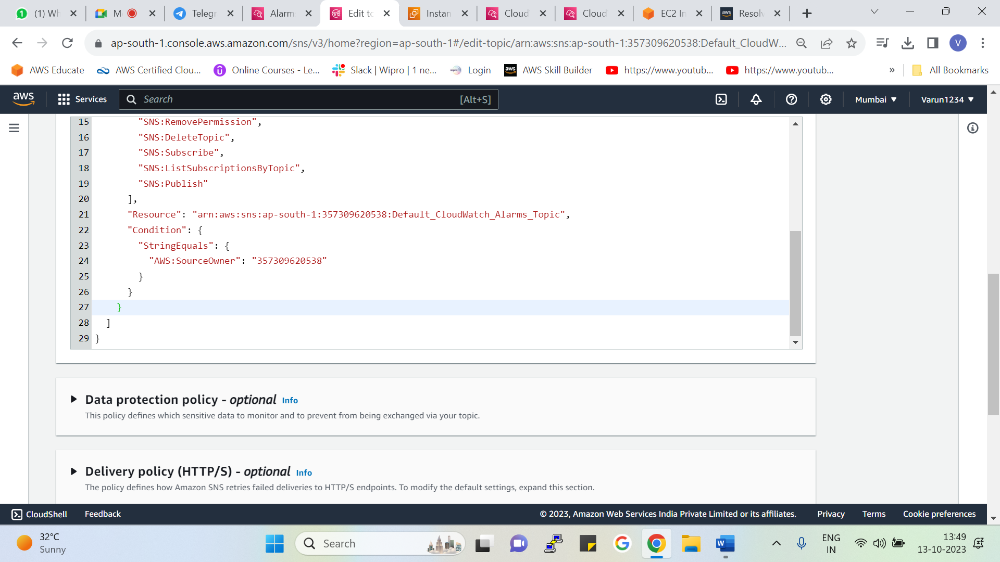 (1) Wh
M
Telegr
Alarm
Edit to
Instan
Cloud
Cloud
EC2 In
Resolv
ap-south-1.console.aws.amazon.com/sns/v3/home?region=ap-south-1#/edit-topic/arn:aws:sns:ap-south-1:357309620538:Default_CloudW...
V
AWS Educate
AWS Certified Clou...
Online Courses - Le...
Slack | Wipro | 1 ne...
Login
AWS Skill Builder
https://www.youtub...
https://www.youtub...
»
All Bookmarks
aws
Services
Search
[Alt+S]
Mumbai
Varun1234
15 "SNS:RemovePermission",
16 "SNS:DeleteTopic",
17 "SNS:Subscribe",
18 "SNS:ListSubscriptionsByTopic",
19 "SNS:Publish"
20 ],
21 "Resource": "arn:aws:sns:ap-south-1:357309620538:Default_CloudWatch_Alarms_Topic",
22 "Condition": {
23 "StringEquals": {
24 "AWS:SourceOwner": "357309620538"
25 }
26 }
27 }
28 ]
29 }
Data protection policy - optional Info
This policy defines which sensitive data to monitor and to prevent from being exchanged via your topic.
Delivery policy (HTTP/S) - optional Info
The policy defines how Amazon SNS retries failed deliveries to HTTP/S endpoints. To modify the default settings, expand this section.
CloudShell
Feedback
© 2023, Amazon Web Services India Private Limited or its affiliates.
Privacy
Terms
Cookie preferences
32°C
Sunny
Search
ENG
IN
13:49
13-10-2023